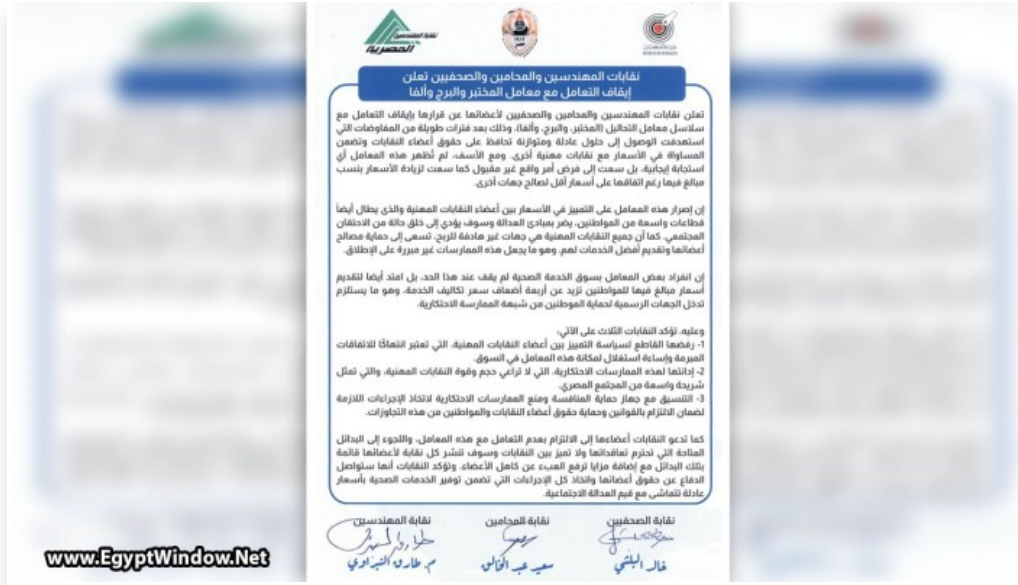 نقابة المهندسين
المصرية
نقابات المهندسين والمحامين والصحفيين تعلن
إيقاف التعامل مع معامل المختبر والبرج وألفا
تعلن نقابات المهندسين والمحامين والصحفيين لأعضائها عن قرارها بإيقاف التعامل مع
سلاسل معامل التحاليل (المختبر، والبرج، وألفا)، وذلك بعد فترات طويلة من المفاوضات التي
استهدفت الوصول إلى حلول عادلة ومتوازنة تحافظ على حقوق أعضاء النقابات وتضمن
المساواة في الأسعار مع نقابات مهنية أخرى. ومع الأسف، لم تُظهر هذه المعامل أي
استجابة إيجابية، بل سعت إلى فرض أمر واقع غير مقبول كما سعت لزيادة الأسعار بنسب
مبالغ فيها رغم اتفاقها على أسعار أقل لصالح جهات أخرى.
إن إصرار هذه المعامل على التمييز في الأسعار بين أعضاء النقابات المهنية والذي يطال أيضاً
قطاعات واسعة من المواطنين، يضر بمبادئ العدالة وسوف يؤدي إلى خلق حالة من الاحتقان
المجتمعي. كما أن جميع النقابات المهنية هي جهات غير هادفة للربح، تسعى إلى حماية مصالح
أعضائها وتقديم أفضل الخدمات لهم، وهو ما يجعل هذه الممارسات غير مبررة على الإطلاق.
إن انفراد بعض المعامل بسوق الخدمة الصحية لم يقف عند هذا الحد، بل امتد أيضا لتقديم
أسعار مبالغ فيها للمواطنين تزيد عن أربعة أضعاف سعر تكاليف الخدمة، وهو ما يستلزم
تدخل الجهات الرسمية لحماية الموطنين من شبهة الممارسة الاحتكارية.
وعليه، تؤكد النقابات الثلاث على الآتي:
1- رفضها القاطع لسياسة التمييز بين أعضاء النقابات المهنية، التي تعتبر انتهاكًا للاتفاقات
المبرمة وإساءة استغلال لمكانة هذه المعامل في السوق.
2- إدانتها لهذه الممارسات الاحتكارية، التي لا تراعي حجم وقوة النقابات المهنية، والتي تمثل
شريحة واسعة من المجتمع المصري.
3- التنسيق مع جهاز حماية المنافسة ومنع الممارسات الاحتكارية لاتخاذ الإجراءات اللازمة
لضمان الالتزام بالقوانين وحماية حقوق أعضاء النقابات والمواطنين من هذه التجاوزات.
كما تدعو النقابات أعضاءها إلى الالتزام بعدم التعامل مع هذه المعامل، واللجوء إلى البدائل
المتاحة التي تحترم تعاقداتها ولا تميز بين النقابات وسوف تنشر كل نقابة لأعضائها قائمة
بتلك البدائل مع إضافة مزايا ترفع العبء عن كاهل الأعضاء. وتؤكد النقابات أنها ستواصل
الدفاع عن حقوق أعضائها واتخاذ كل الإجراءات التي تضمن توفير الخدمات الصحية بأسعار
عادلة تتماشى مع قيم العدالة الاجتماعية.
نقابة الصحفيين نقابة المحامين نقابة المهندسين
خالد البلشي سعيد عبد الخالق م طارق النبراوي
www.EgyptWindow.Net